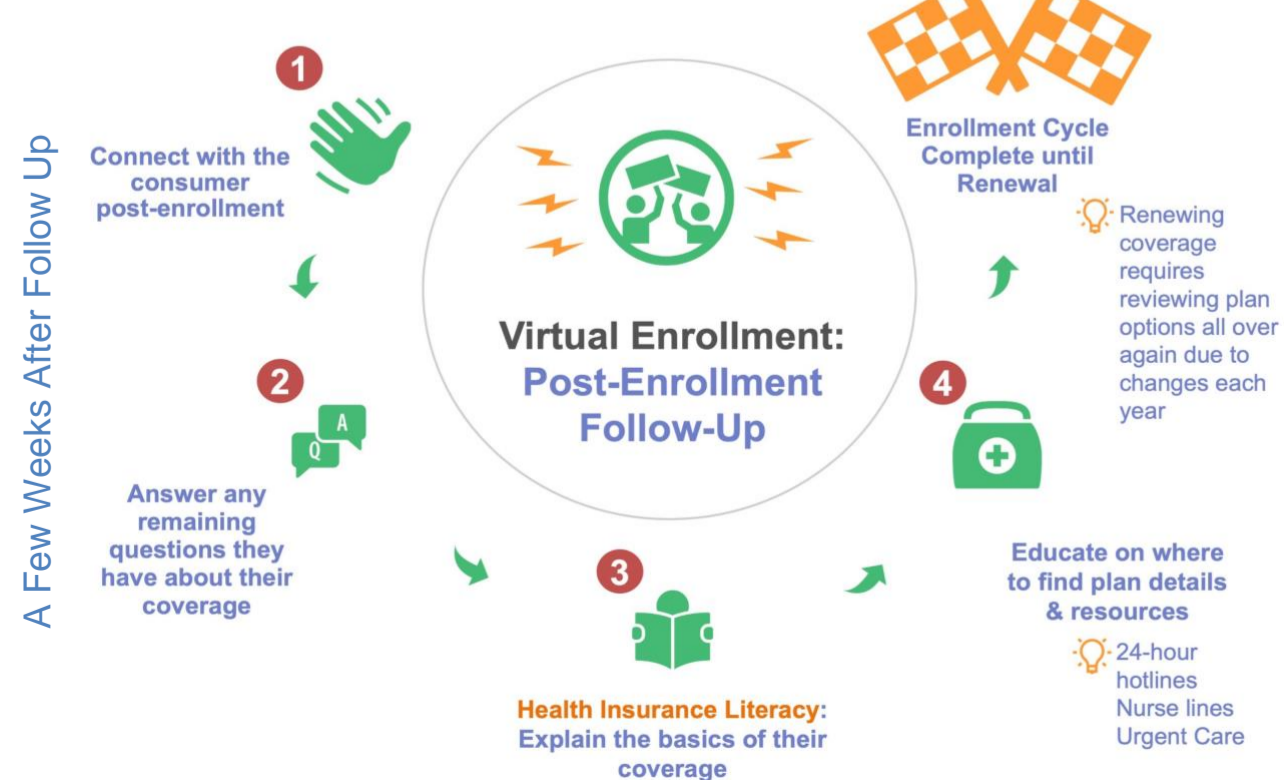 A Few Weeks After Follow Up
1
Connect with the
consumer
post-enrollment
2
Q
A
Answer any
remaining
questions they
have about their
coverage
Virtual Enrollment:
Post-Enrollment
Follow-Up
3
Health Insurance Literacy:
Explain the basics of their
coverage
4
Educate on where
to find plan details
& resources
24-hour
hotlines
Nurse lines
Urgent Care
Enrollment Cycle
Complete until
Renewal
Renewing
coverage
requires
reviewing plan
options all over
again due to
changes each
year